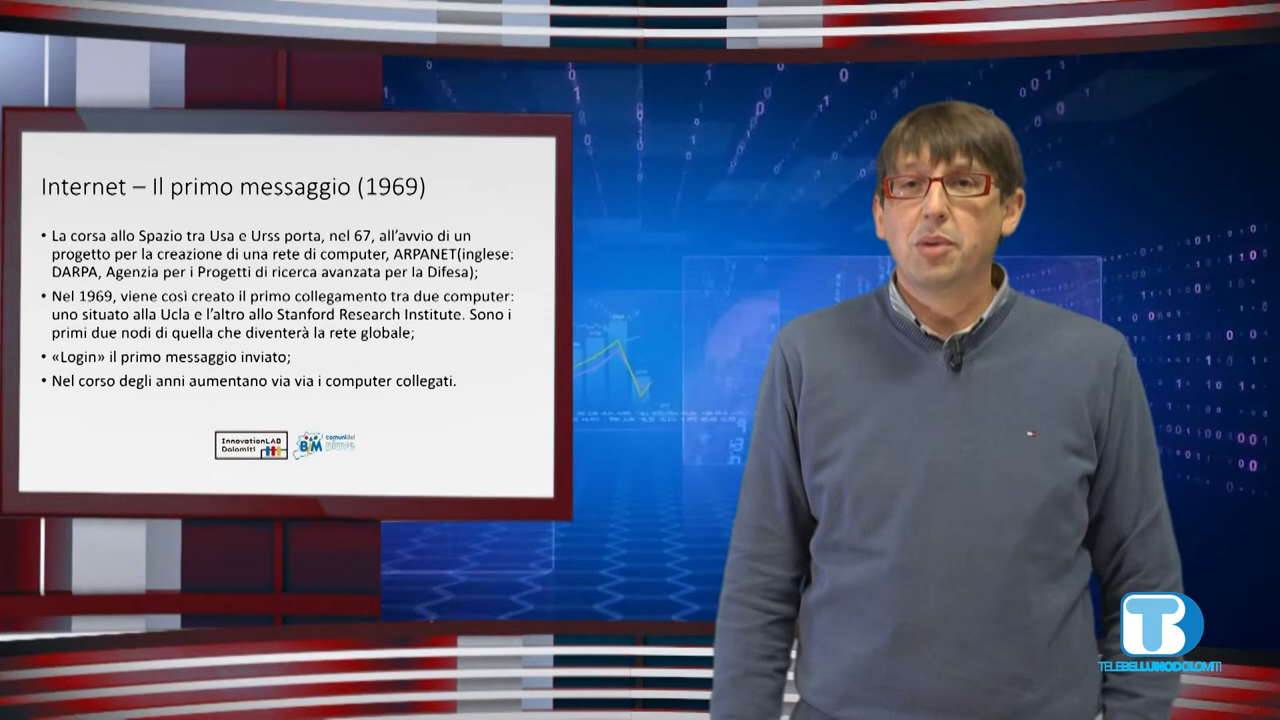 Internet – Il primo messaggio (1969)
• La corsa allo Spazio tra Usa e Urss porta, nel 67, all'avvio di un
progetto per la creazione di una rete di computer, ARPANET(inglese:
DARPA, Agenzia per i Progetti di ricerca avanzata per la Difesa);
• Nel 1969, viene così creato il primo collegamento tra due computer:
uno situato alla Ucla e l'altro allo Stanford Research Institute. Sono i
primi due nodi di quella che diventerà la rete globale;
• «Login» il primo messaggio inviato;
• Nel corso degli anni aumentano via via i computer collegati.
InnovationLAB
Dolomiti
BIM
comuni del
piave
TB
TELEBELLUNODOLOMITI